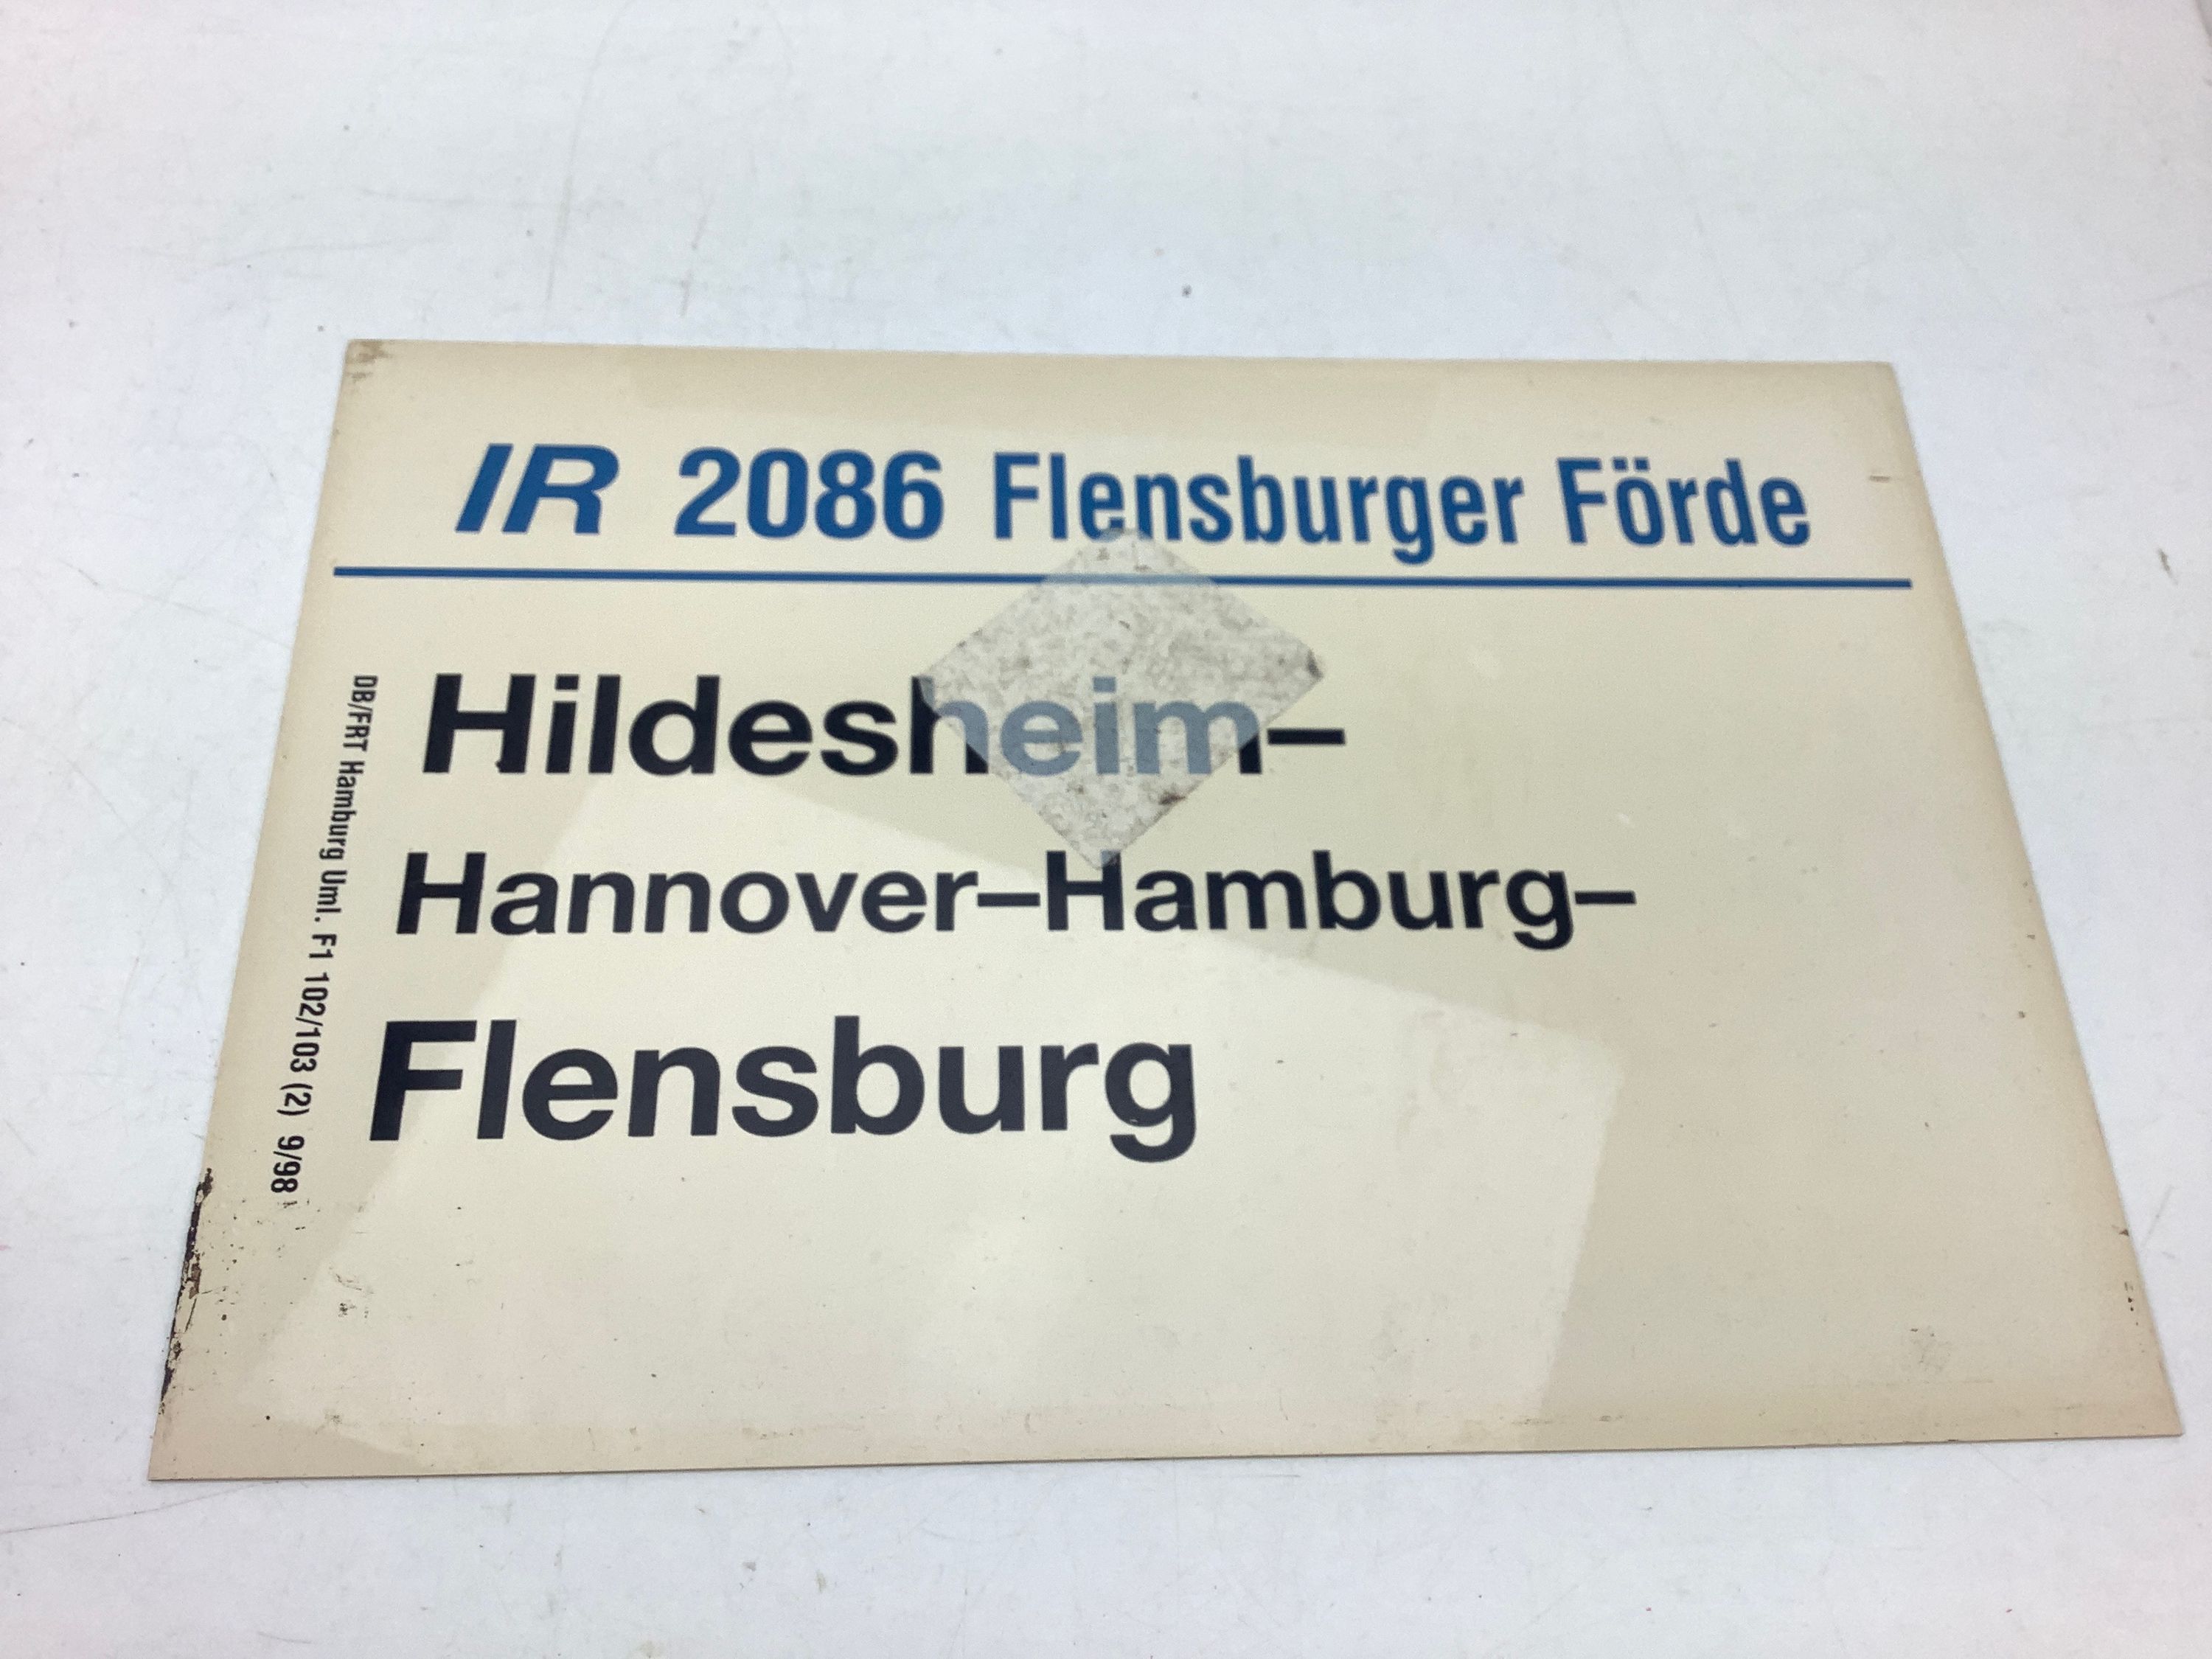 IR 2086 Flensburger Förde
Hildesheim–
Hannover–Hamburg–
Flensburg
DB/FRT Hamburg Uml. F1 102/103 (2) 9/98